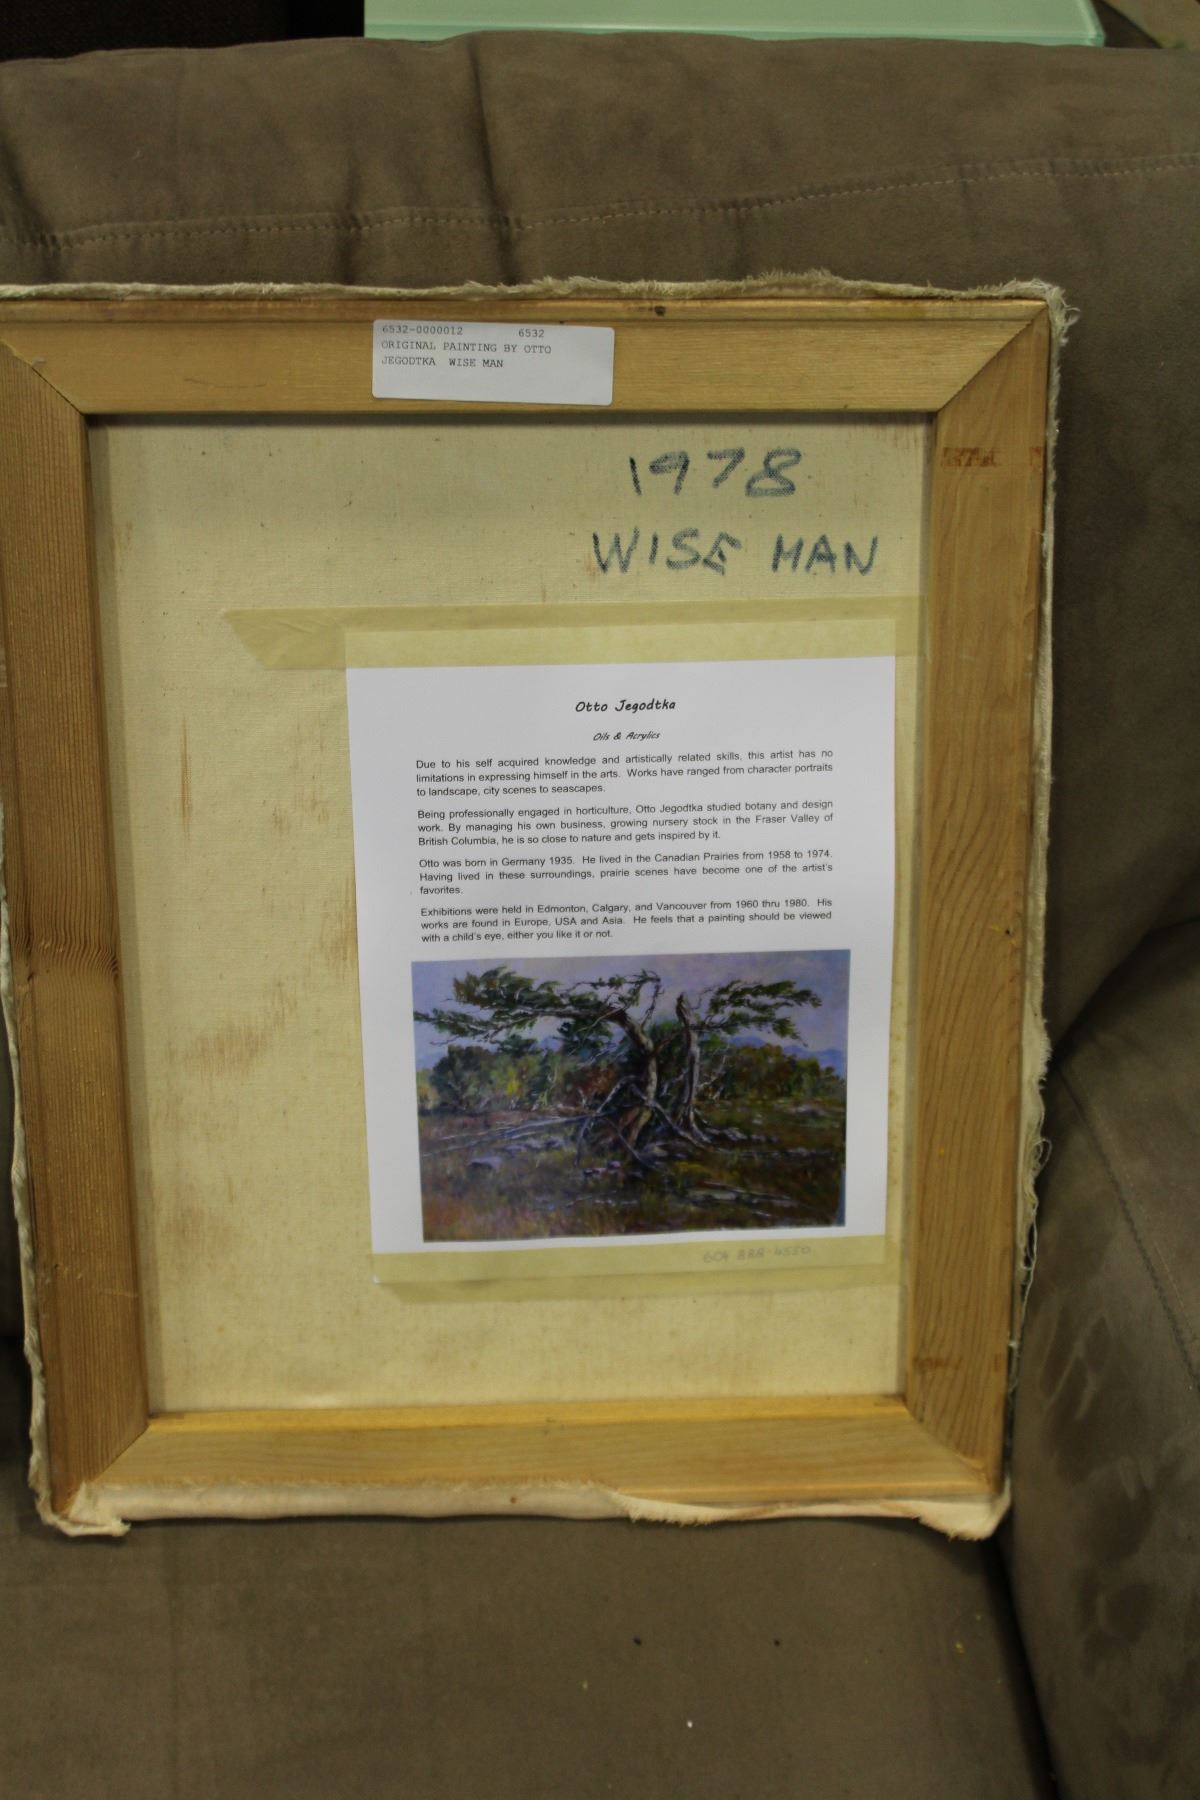 6532-0000012 6532
ORIGINAL PAINTING BY OTTO
JEGODTKA WISE MAN
1978
WISE MAN
Otto Jegodtka
Oils & Acrylics
Due to his self acquired knowledge and artistically related skills, this artist has no
limitations in expressing himself in the arts. Works have ranged from character portraits
to landscape, city scenes to seascapes.
Being professionally engaged in horticulture, Otto Jegodtka studied botany and design
work. By managing his own business, growing nursery stock in the Fraser Valley of
British Columbia, he is so close to nature and gets inspired by it.
Otto was born in Germany 1935. He lived in the Canadian Prairies from 1958 to 1974.
Having lived in these surroundings, prairie scenes have become one of the artist's
favorites.
Exhibitions were held in Edmonton, Calgary, and Vancouver from 1960 thru 1980. His
works are found in Europe, USA and Asia. He feels that a painting should be viewed
with a child's eye, either you like it or not.
604 888-4550